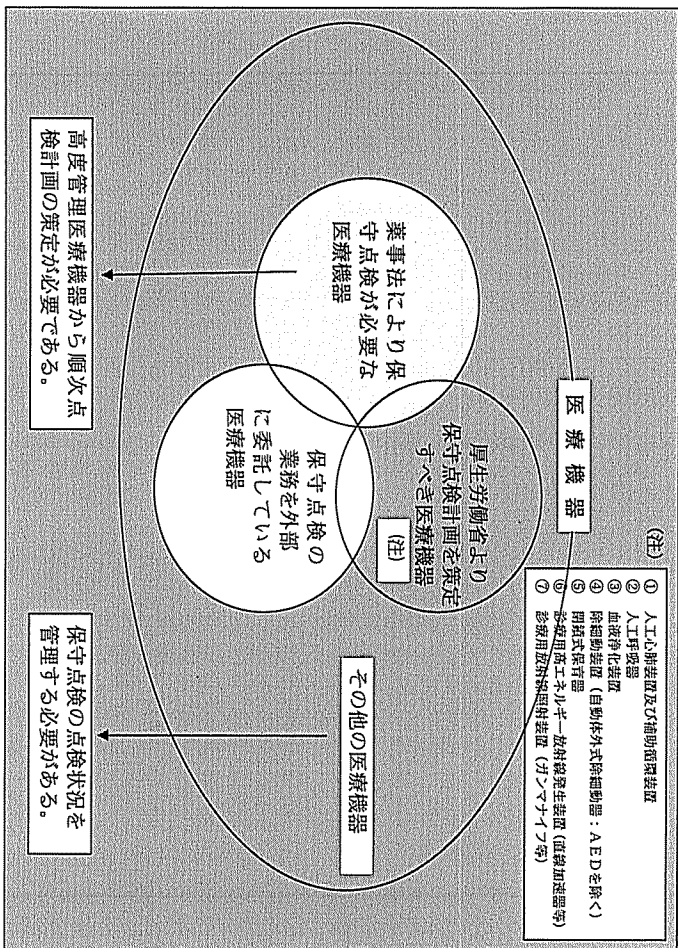 医療機器
(注)
① 人工心肺装置及び補助循環装置
② 人工呼吸器
③ 血液浄化装置
④ 除細動装置（自動体外式除細動器：ＡＥＤを除く）
⑤ 閉鎖式保育器
⑥ 診療用高エネルギー放射線発生装置（直線加速器等）
⑦ 診療用放射線照射装置（ガンマナイフ等）
薬事法により保
守点検が必要な
医療機器
厚生労働省より
保守点検計画を策定
すべき医療機器
(注)
保守点検の
業務を外部
に委託している
医療機器
その他の医療機器
高度管理医療機器から順次点
検計画の策定が必要である。
保守点検の点検状況を
管理する必要がある。